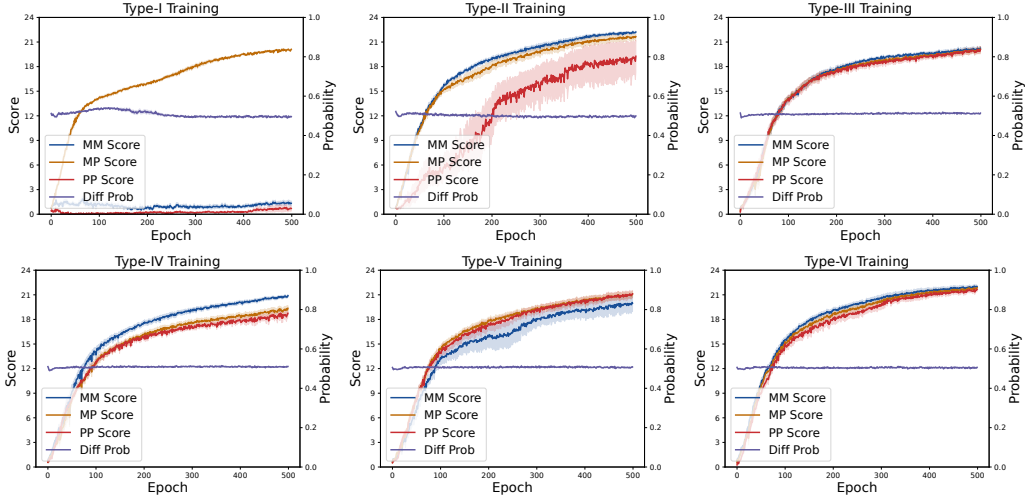 Type-I Training
24
21
18
15
12
9
6
3
0
Score
1.0
0.8
0.6
0.4
0.2
0.0
Probability
MM Score
MP Score
PP Score
Diff Prob
0 100 200 300 400 500
Epoch
Type-II Training
24
21
18
15
12
9
6
3
0
Score
1.0
0.8
0.6
0.4
0.2
0.0
Probability
MM Score
MP Score
PP Score
Diff Prob
0 100 200 300 400 500
Epoch
Type-III Training
24
21
18
15
12
9
6
3
0
Score
1.0
0.8
0.6
0.4
0.2
0.0
Probability
MM Score
MP Score
PP Score
Diff Prob
0 100 200 300 400 500
Epoch
Type-IV Training
24
21
18
15
12
9
6
3
0
Score
1.0
0.8
0.6
0.4
0.2
0.0
Probability
MM Score
MP Score
PP Score
Diff Prob
0 100 200 300 400 500
Epoch
Type-V Training
24
21
18
15
12
9
6
3
0
Score
1.0
0.8
0.6
0.4
0.2
0.0
Probability
MM Score
MP Score
PP Score
Diff Prob
0 100 200 300 400 500
Epoch
Type-VI Training
24
21
18
15
12
9
6
3
0
Score
1.0
0.8
0.6
0.4
0.2
0.0
Probability
MM Score
MP Score
PP Score
Diff Prob
0 100 200 300 400 500
Epoch